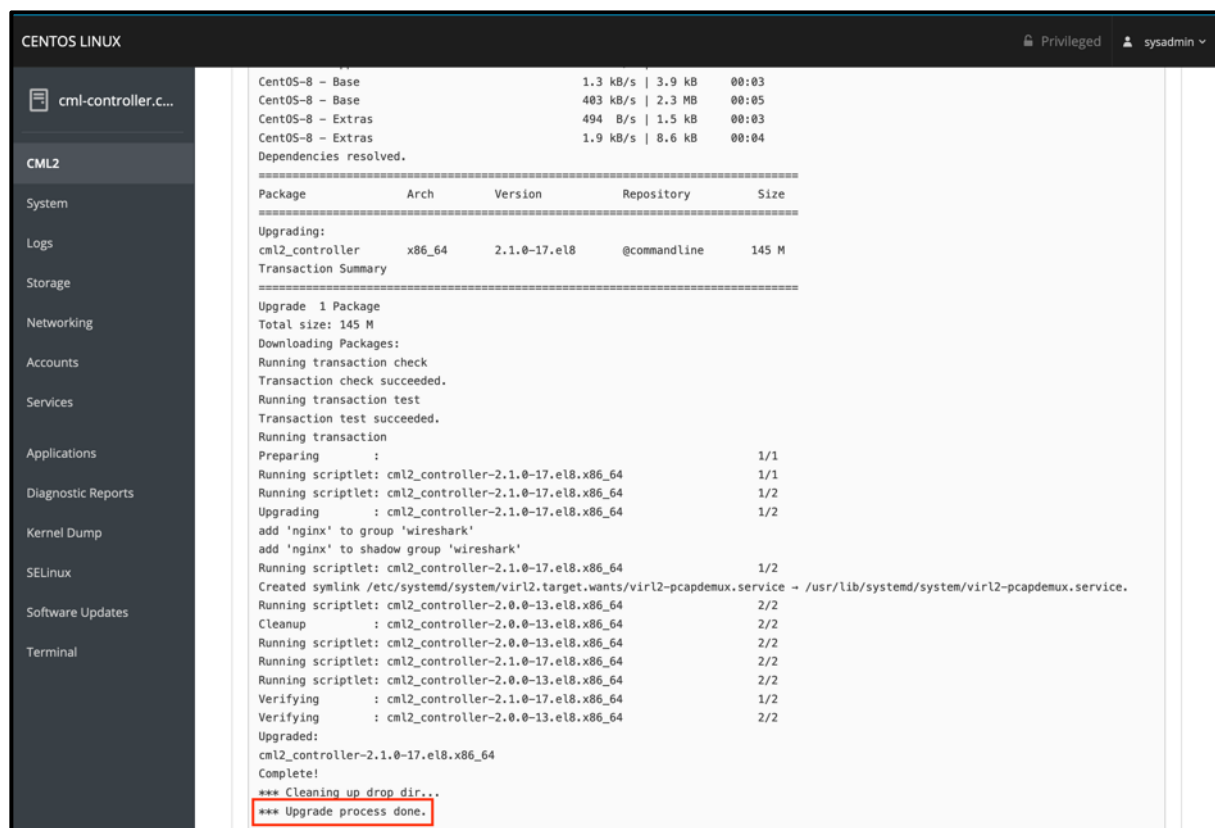 CENTOS LINUX
Privileged
sysadmin
cml-controller.c...
CML2
System
Logs
Storage
Networking
Accounts
Services
Applications
Diagnostic Reports
Kernel Dump
SELinux
Software Updates
Terminal
CentOS-8 - Base 1.3 kB/s | 3.9 kB 00:03
CentOS-8 - Base 403 kB/s | 2.3 MB 00:05
CentOS-8 - Extras 494 B/s | 1.5 kB 00:03
CentOS-8 - Extras 1.9 kB/s | 8.6 kB 00:04
Dependencies resolved.
================================================================================
Package Arch Version Repository Size
================================================================================
Upgrading:
cml2_controller x86_64 2.1.0-17.el8 @commandline 145 M
Transaction Summary
================================================================================
Upgrade 1 Package
Total size: 145 M
Downloading Packages:
Running transaction check
Transaction check succeeded.
Running transaction test
Transaction test succeeded.
Running transaction
Preparing : 1/1
Running scriptlet: cml2_controller-2.1.0-17.el8.x86_64 1/1
Running scriptlet: cml2_controller-2.1.0-17.el8.x86_64 1/2
Upgrading : cml2_controller-2.1.0-17.el8.x86_64 1/2
add 'nginx' to group 'wireshark'
add 'nginx' to shadow group 'wireshark'
Running scriptlet: cml2_controller-2.1.0-17.el8.x86_64 1/2
Created symlink /etc/systemd/system/virl2.target.wants/virl2-pcapdemux.service → /usr/lib/systemd/system/virl2-pcapdemux.service.
Running scriptlet: cml2_controller-2.0.0-13.el8.x86_64 2/2
Cleanup : cml2_controller-2.0.0-13.el8.x86_64 2/2
Running scriptlet: cml2_controller-2.0.0-13.el8.x86_64 2/2
Running scriptlet: cml2_controller-2.1.0-17.el8.x86_64 2/2
Running scriptlet: cml2_controller-2.0.0-13.el8.x86_64 2/2
Verifying : cml2_controller-2.1.0-17.el8.x86_64 1/2
Verifying : cml2_controller-2.0.0-13.el8.x86_64 2/2
Upgraded:
cml2_controller-2.1.0-17.el8.x86_64
Complete!
*** Cleaning up drop dir...
*** Upgrade process done.